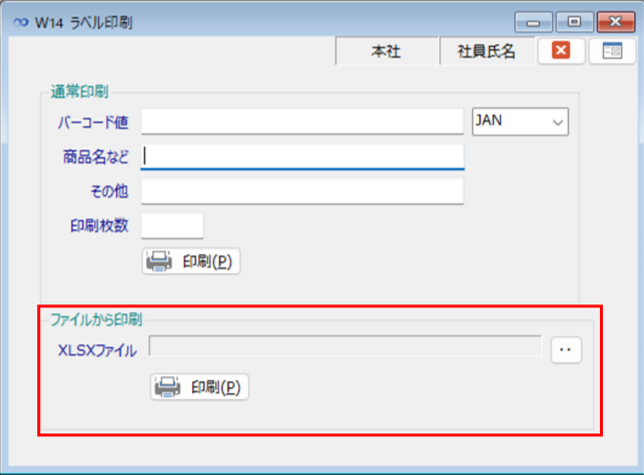 W14 ラベル印刷
本社 社員氏名
通常印刷
バーコード値 JAN
商品名など
その他
印刷枚数
印刷(P)
ファイルから印刷
XLSXファイル ..
印刷(P)